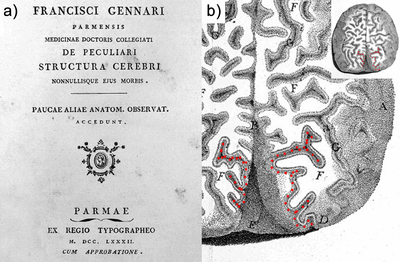 a)
FRANCISCI GENNARI
PARMENSIS
MEDICINAE DOCTORIS COLLEGIATI
DE PECULIARI
STRUCTURA CEREBRI
NONNULLISQUE EJUS MORBIS.
PAUCAE ALIAE ANATOM. OBSERVAT.
ACCEDUNT.
PARMAE
EX REGIO TYPOGRAPHEO
M. DCC. LXXXII.
CUM APPROBATIONE.
b)
F
G
F
F
A
B
G
F
F
F
D
E